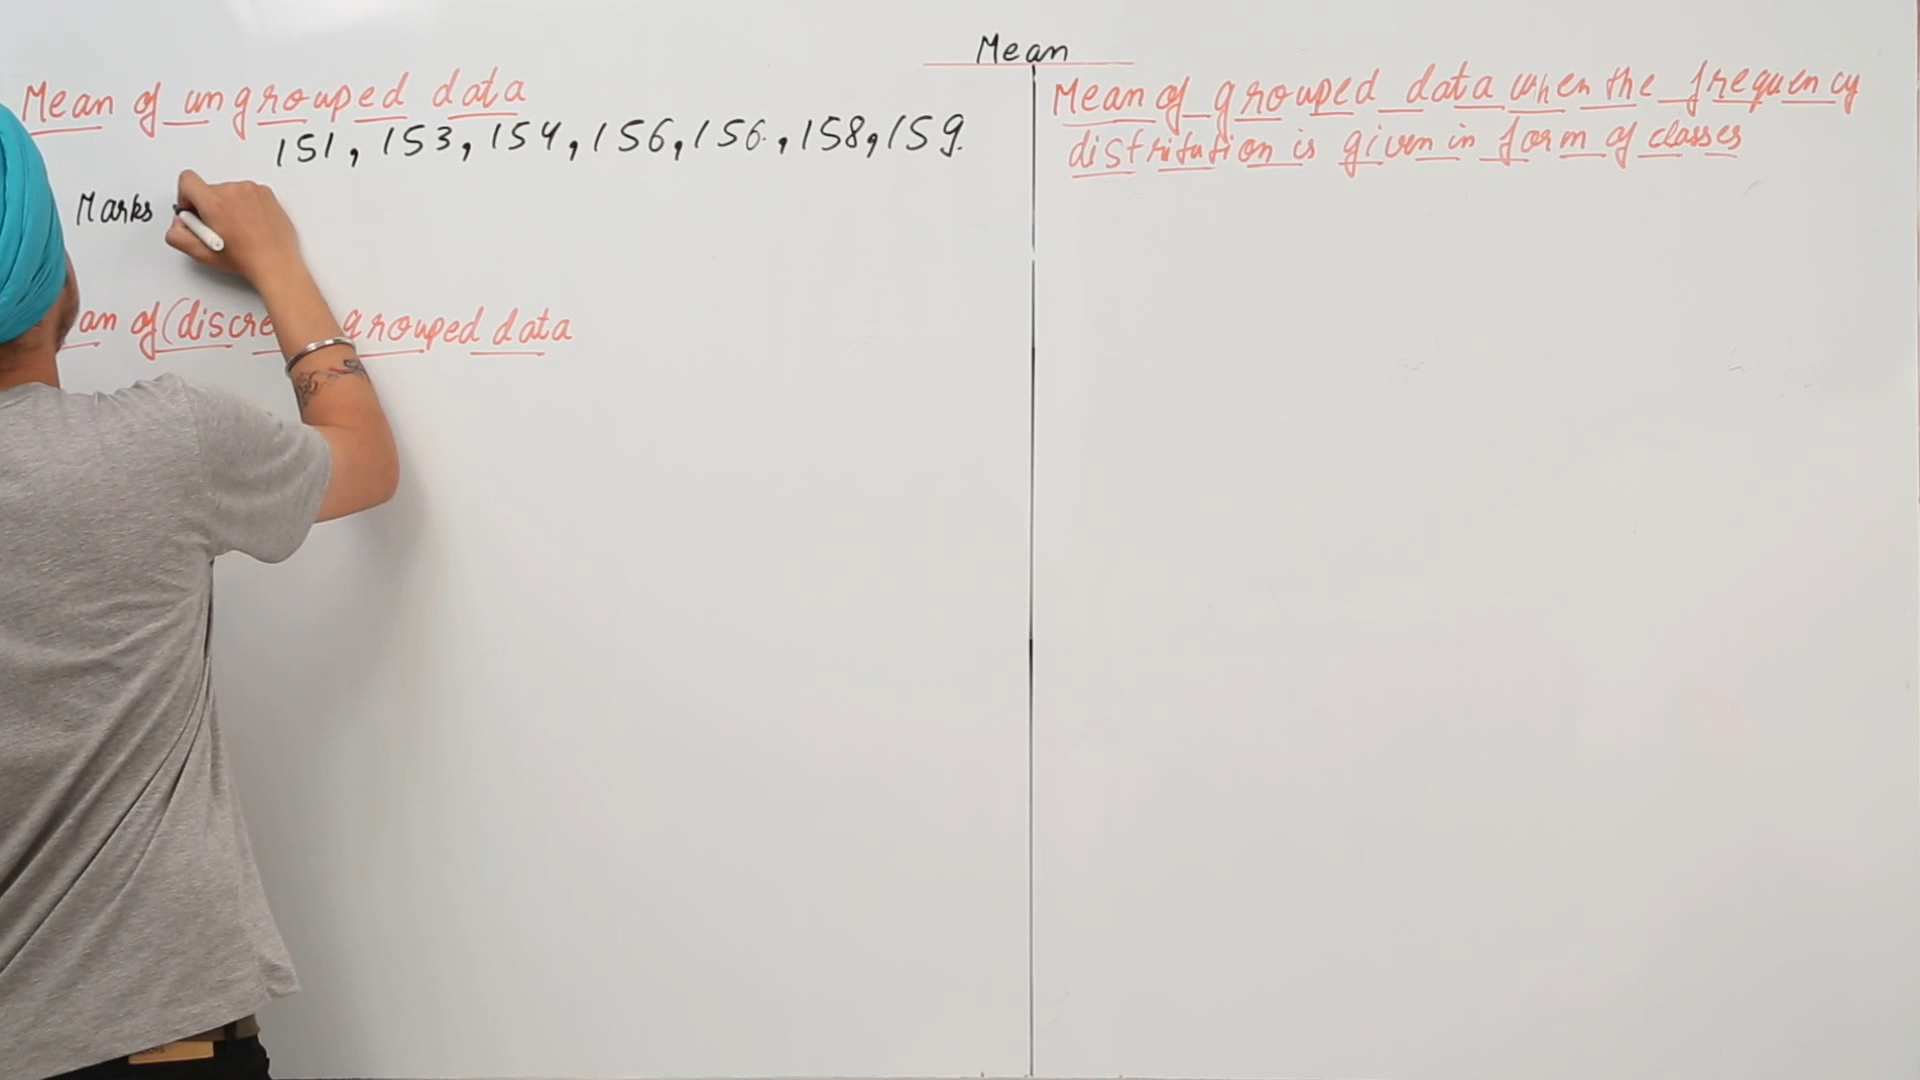 Mean
Mean of ungrouped data
151, 153, 154, 156, 156, 158, 159.
Marks
of (discre grouped data
Mean of grouped data when the frequency
distribution is given in form of classes